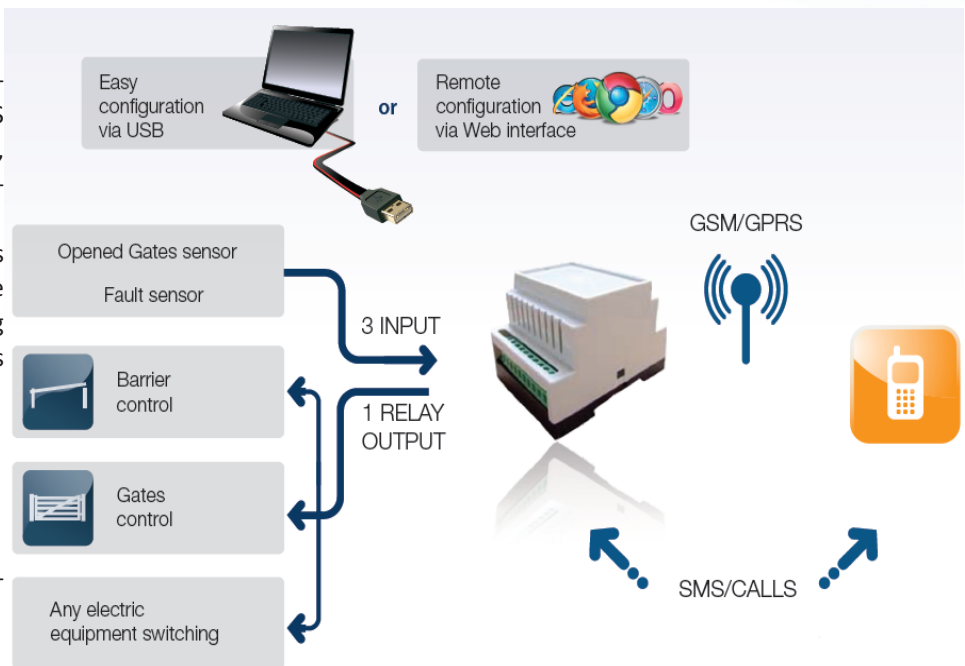 Easy
configuration
via USB
or
Remote
configuration
via Web interface
GSM/GPRS
Opened Gates sensor
Fault sensor
3 INPUT
Barrier
control
1 RELAY
OUTPUT
Gates
control
SMS/CALLS
Any electric
equipment switching